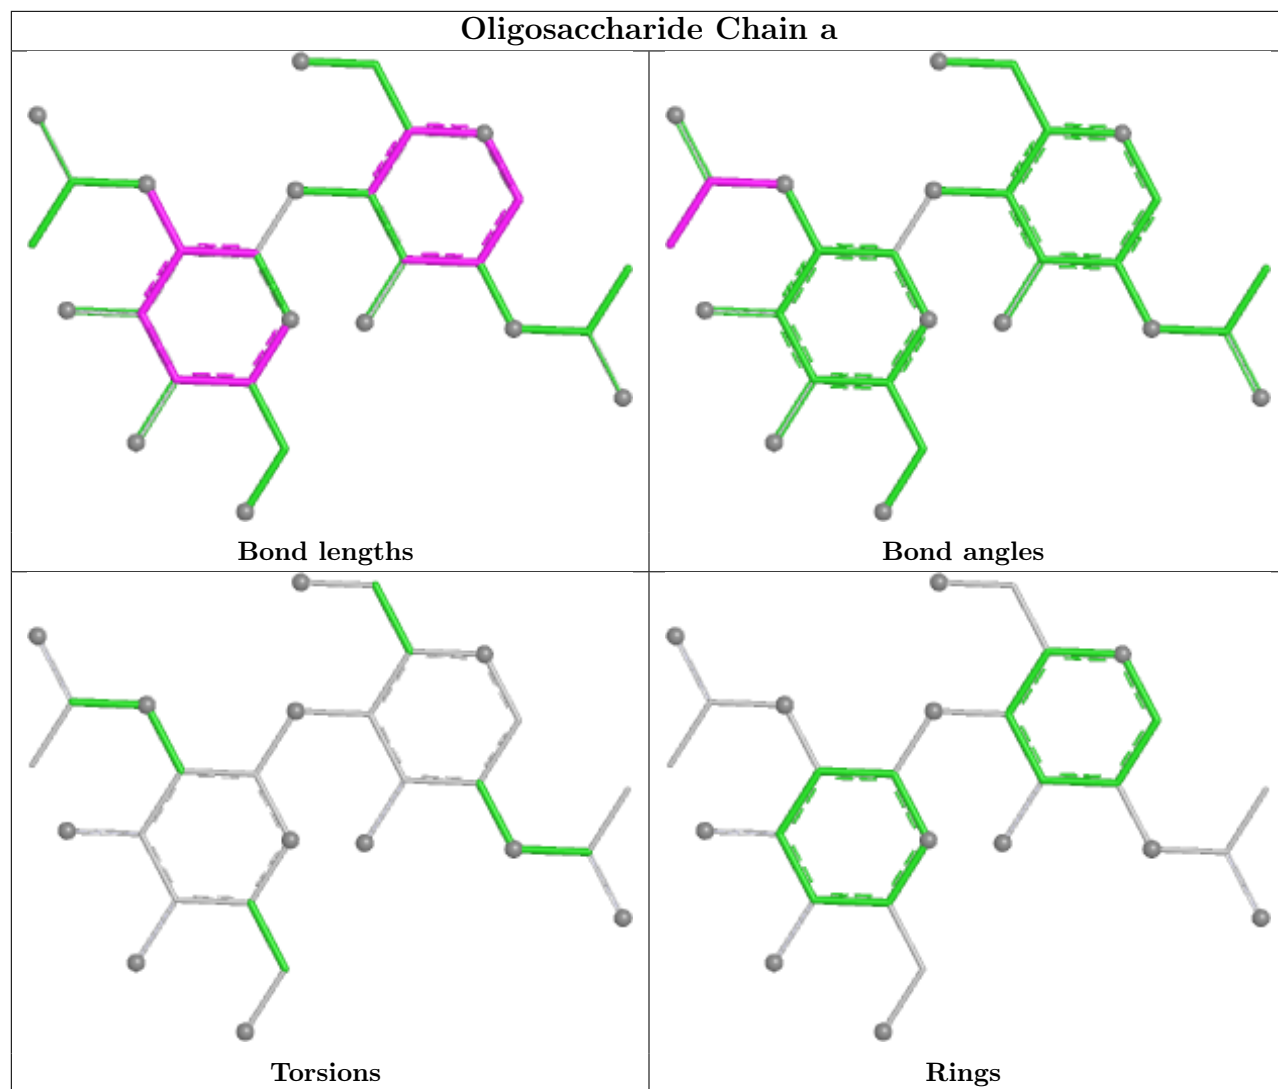 Oligosaccharide Chain a
Bond lengths
Bond angles
Torsions
Rings